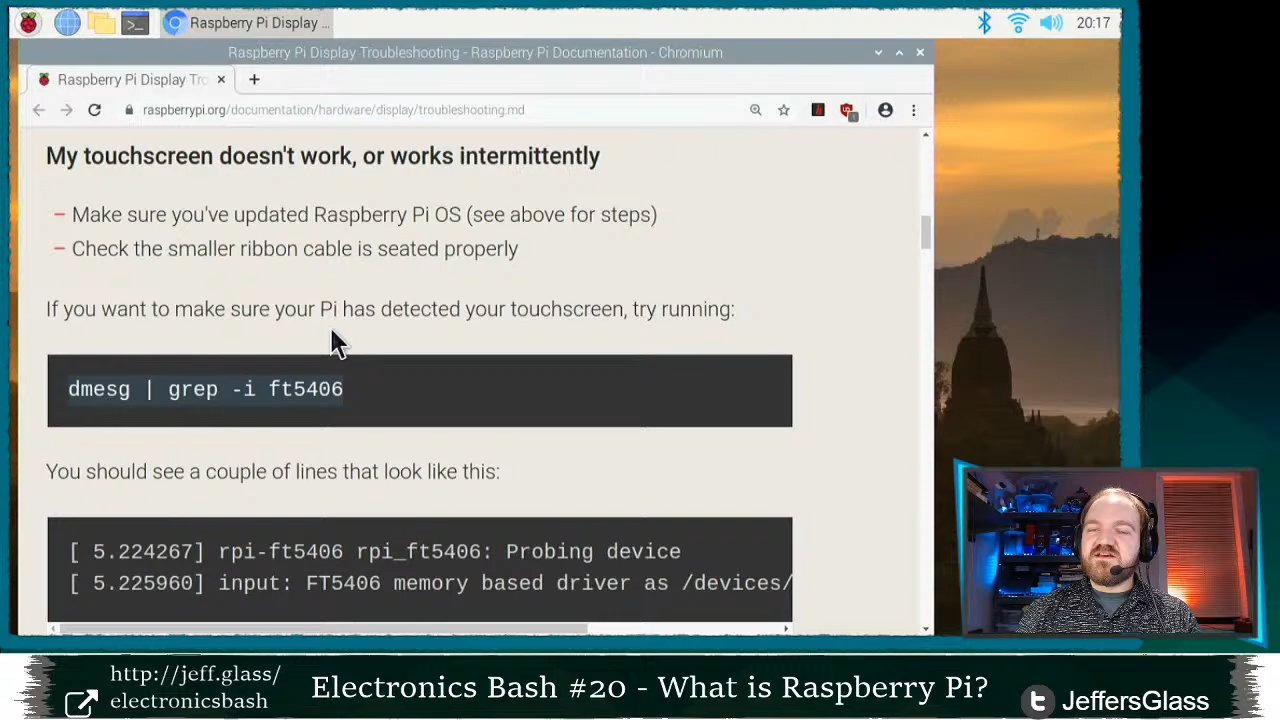 Raspberry Pi Display ...
20:17
Raspberry Pi Display Troubleshooting - Raspberry Pi Documentation - Chromium
Raspberry Pi Display Tro
raspberrypi.org/documentation/hardware/display/troubleshooting.md
My touchscreen doesn't work, or works intermittently
– Make sure you've updated Raspberry Pi OS (see above for steps)
– Check the smaller ribbon cable is seated properly
If you want to make sure your Pi has detected your touchscreen, try running:
dmesg | grep -i ft5406
You should see a couple of lines that look like this:
[ 5.224267] rpi-ft5406 rpi_ft5406: Probing device
[ 5.225960] input: FT5406 memory based driver as /devices/
http://jeff.glass/
electronicsbash
Electronics Bash #20 - What is Raspberry Pi?
JeffersGlass